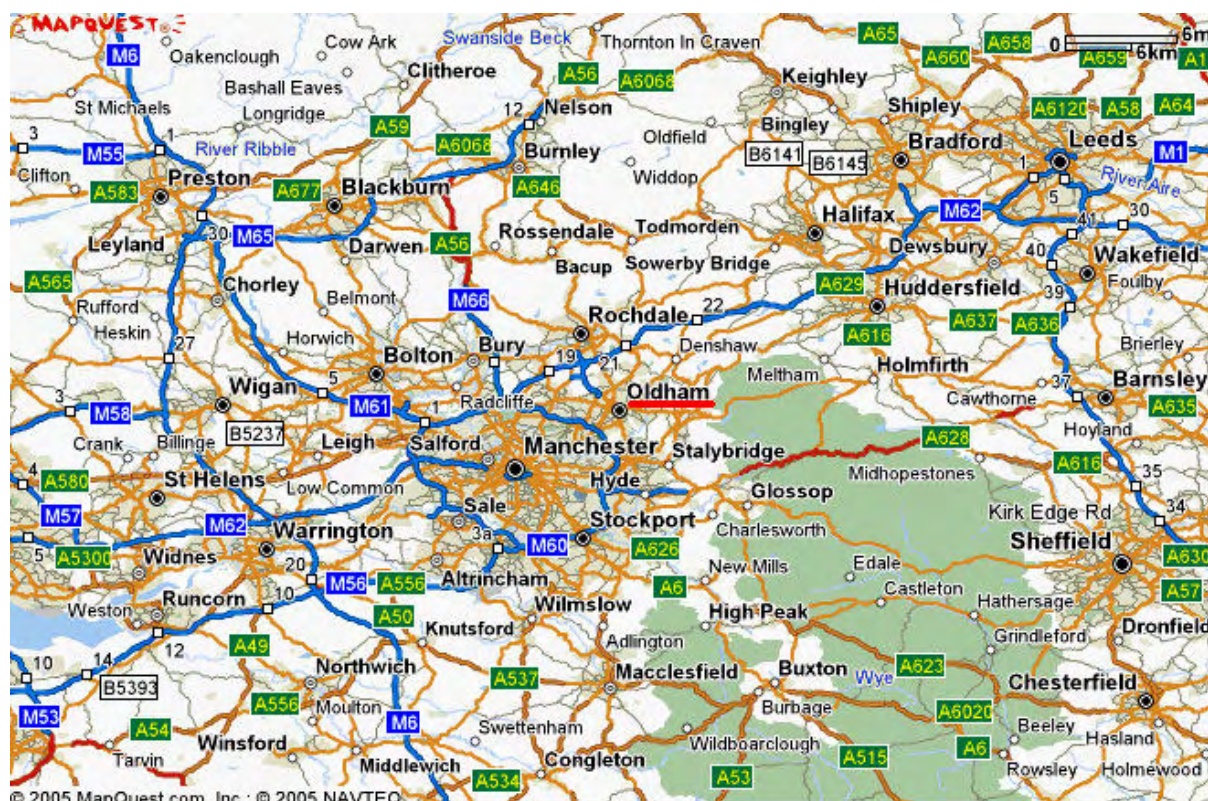 MAPQUEST
M6
Oakenclough
Cow Ark
Swanside Beck
Thornton In Craven
A65
A658
0
6m
6km
A660
A659
A1
Bashall Eaves
Clitheroe
A56
A6068
Keighley
St Michaels
Longridge
12
Nelson
Shipley
A6120
A58
A64
3
1
A59
Oldfield
Bingley
M55
River Ribble
A6068
Burnley
B6141
B6145
Bradford
Leeds
M1
Clifton
A583
Preston
A677
Blackburn
A646
Widdop
1
River Aire
5
30
M65
A56
Rossendale
Todmorden
Halifax
M62
41
30
Leyland
Darwen
Bacup
Sowerby Bridge
Dewsbury
40
Wakefield
A565
Chorley
Belmont
M66
A629
Huddersfield
39
Foulby
Rufford
Heskin
Horwich
Rochdale
22
A616
A637
A636
27
Bolton
Bury
19
21
Denshaw
Holmfirth
Brierley
Wigan
5
Oldham
Meltham
37
Barnsley
3
M58
M61
1
Radcliffe
Cawthorne
A635
Crank
Billinge
B5237
Leigh
Salford
Manchester
Stalybridge
A628
Hoyland
4
A580
St Helens
Low Common
Hyde
Midhopestones
A616
35
M57
M62
Sale
Stockport
Glossop
Charlesworth
Kirk Edge Rd
34
5
A5300
Widnes
Warrington
3a
M60
A626
Sheffield
A630
20
M56
A556
Altrincham
A6
New Mills
Edale
Castleton
A57
Weston
Runcorn
10
Wilmslow
High Peak
Hathersage
12
A49
A50
Knutsford
Adlington
Grindleford
Dronfield
10
14
B5393
Northwich
A537
Macclesfield
Buxton
Wye
A623
Chesterfield
M53
A556
Moulton
M6
Swettenham
Burbage
A6020
Beeley
A54
Winsford
Wildboarclough
A515
A6
Hasland
Tarvin
Middlewich
A534
Congleton
A53
Rowsley
Holmewood
© 2005 MapQuest.com, Inc.; © 2005 NAVTEQ